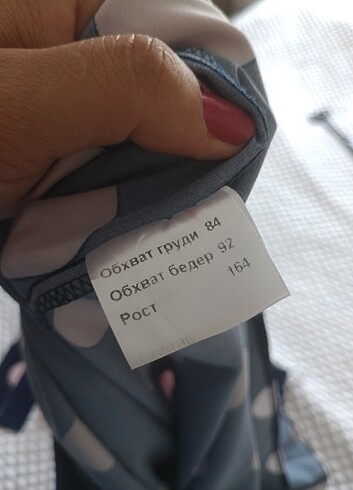 Обхват груди 84
Обхват бедер 92
Рост 164